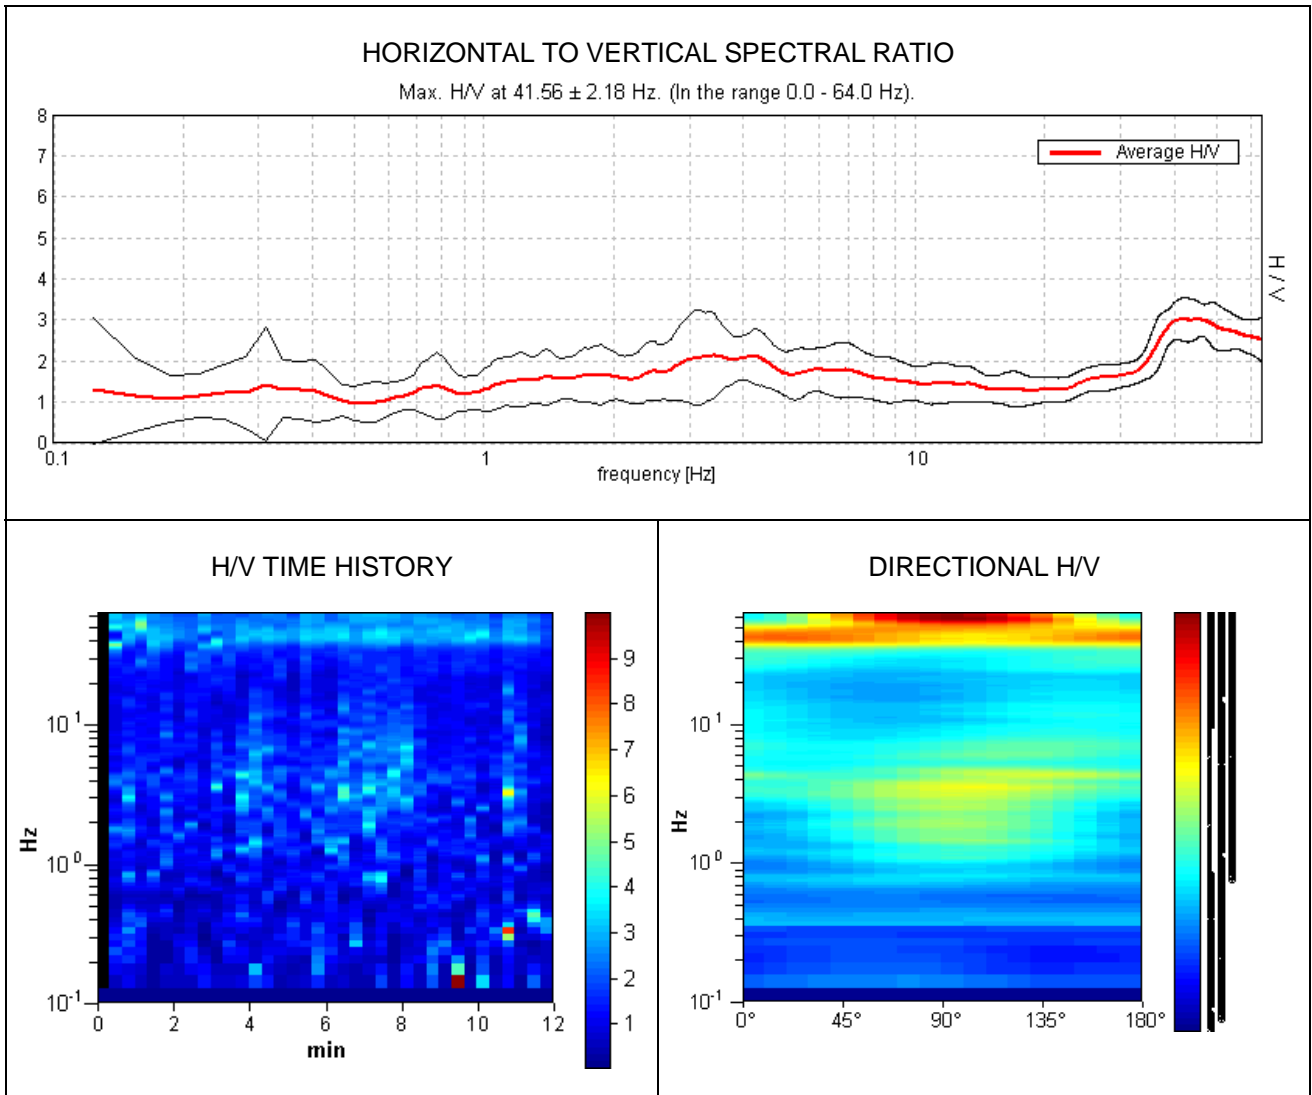 HORIZONTAL TO VERTICAL SPECTRAL RATIO
Max. H/V at 41.56 ± 2.18 Hz. (In the range 0.0 - 64.0 Hz).
8
7
6
5
4
3
2
1
0
Average H/V
H / V
0.1 1 10
frequency [Hz]
H/V TIME HISTORY
Hz
10¹
10⁰
10⁻¹
0 2 4 6 8 10 12
min
9
8
7
6
5
4
3
2
1
DIRECTIONAL H/V
Hz
10¹
10⁰
10⁻¹
0° 45° 90° 135° 180°